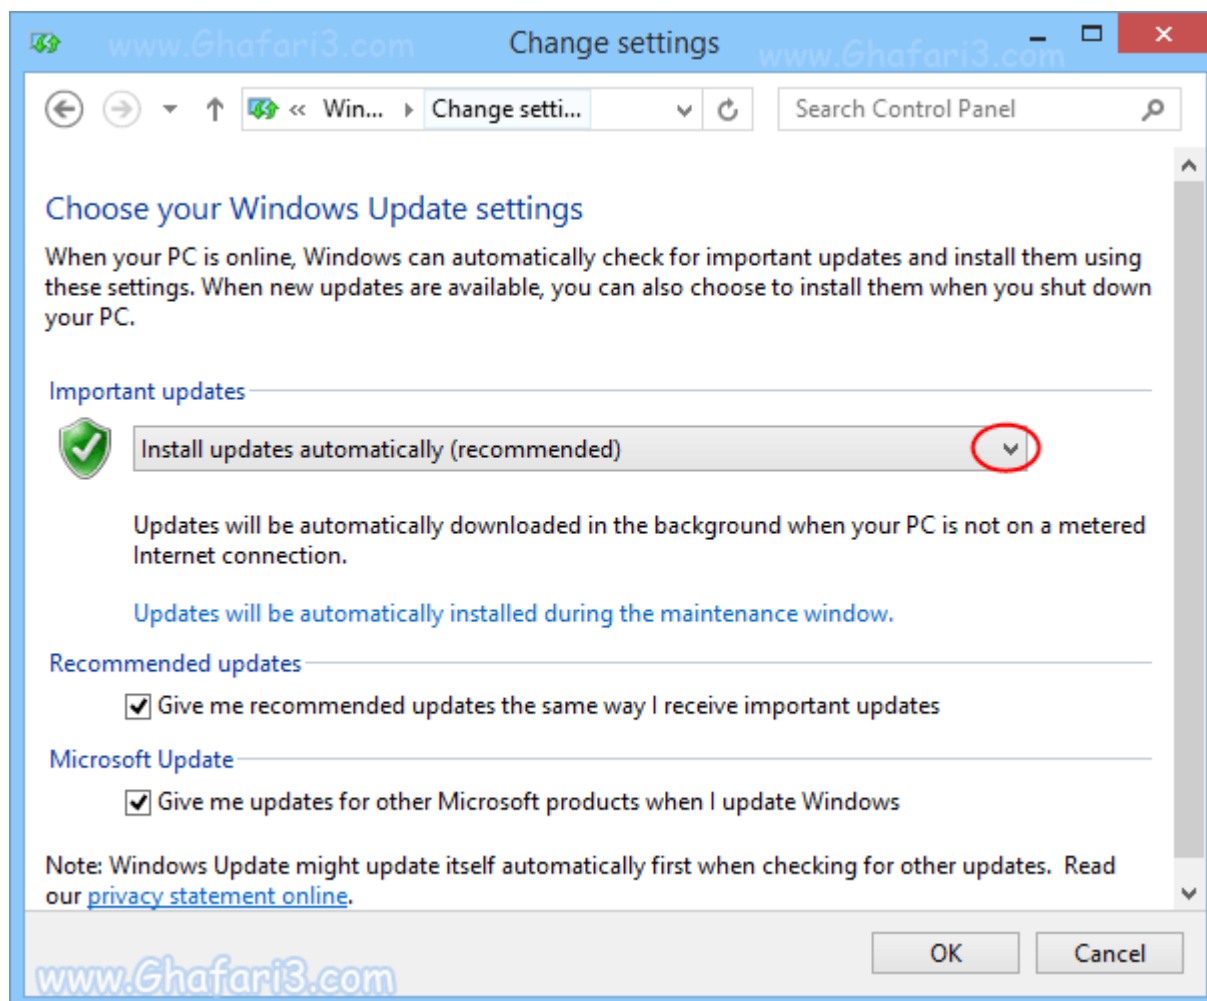 www.Ghafari3.com Change settings www.Ghafari3.com
« Win... Change setti... Search Control Panel
Choose your Windows Update settings
When your PC is online, Windows can automatically check for important updates and install them using
these settings. When new updates are available, you can also choose to install them when you shut down
your PC.
Important updates
Install updates automatically (recommended)
Updates will be automatically downloaded in the background when your PC is not on a metered
Internet connection.
Updates will be automatically installed during the maintenance window.
Recommended updates
Give me recommended updates the same way I receive important updates
Microsoft Update
Give me updates for other Microsoft products when I update Windows
Note: Windows Update might update itself automatically first when checking for other updates. Read
our privacy statement online.
OK Cancel
www.Ghafari3.com